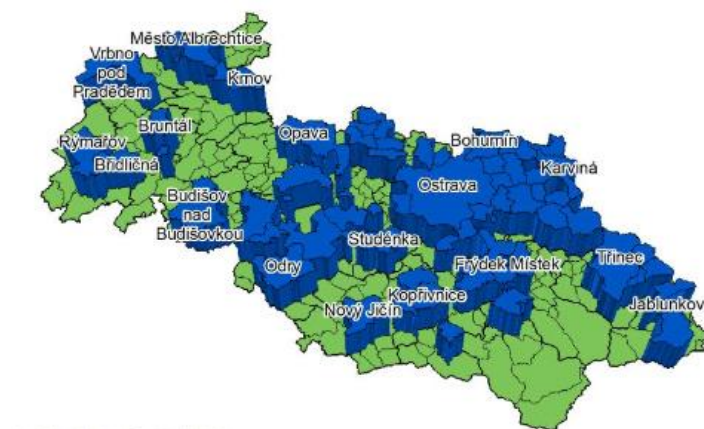 Město Albrechtice
Vrbno
pod
Pradědem
Krnov
Bruntál
Opava
Bohumín
Rýmařov
Břidličná
Karviná
Ostrava
Budišov
nad
Budišovkou
Studénka
Odry
Frýdek Místek
Třinec
Kopřivnice
Nový Jičín
Jablunkov